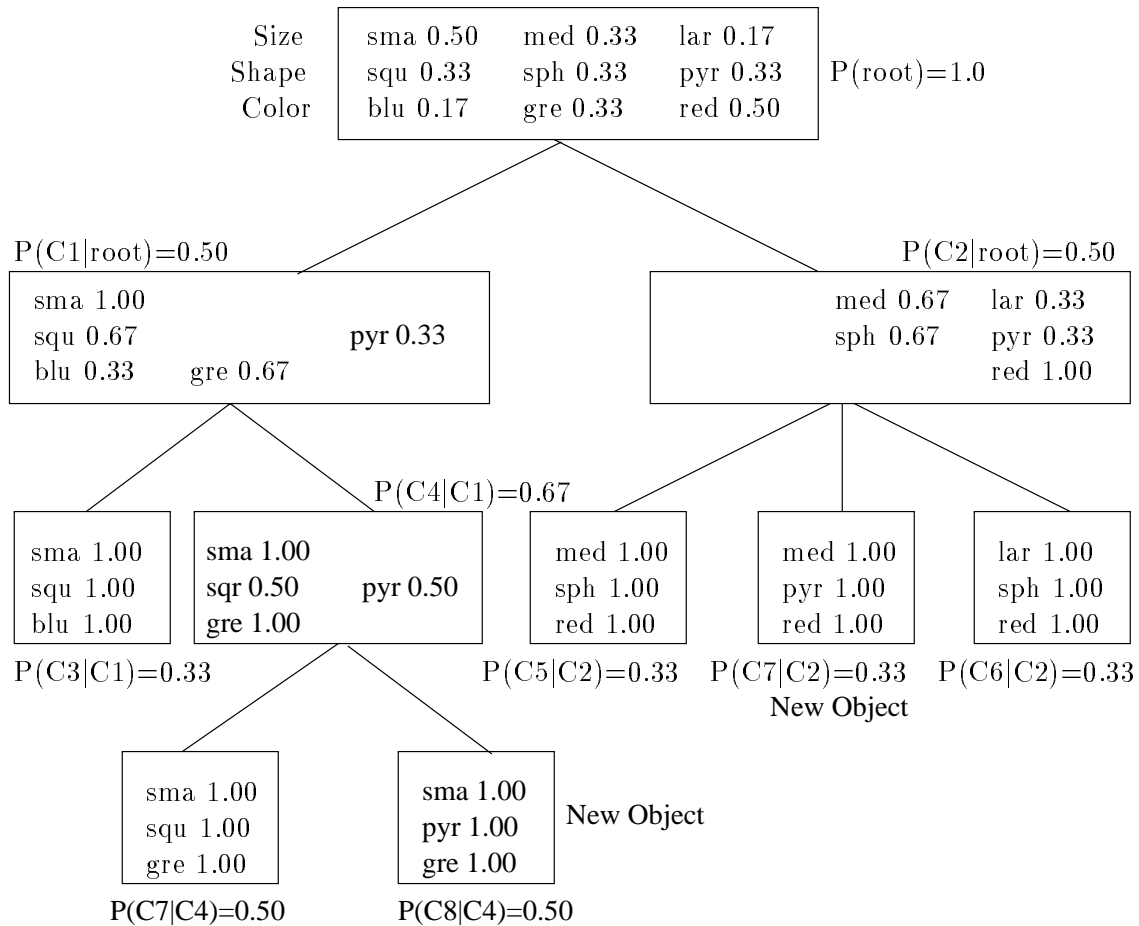 Size sma 0.50 med 0.33 lar 0.17
Shape squ 0.33 sph 0.33 pyr 0.33 P(root)=1.0
Color blu 0.17 gre 0.33 red 0.50
P(C1|root)=0.50
sma 1.00
squ 0.67 pyr 0.33
blu 0.33 gre 0.67
P(C2|root)=0.50
med 0.67 lar 0.33
sph 0.67 pyr 0.33
red 1.00
sma 1.00
squ 1.00
blu 1.00
P(C3|C1)=0.33
P(C4|C1)=0.67
sma 1.00
sqr 0.50 pyr 0.50
gre 1.00
med 1.00
sph 1.00
red 1.00
P(C5|C2)=0.33
med 1.00
pyr 1.00
red 1.00
P(C7|C2)=0.33
New Object
lar 1.00
sph 1.00
red 1.00
P(C6|C2)=0.33
sma 1.00
squ 1.00
gre 1.00
P(C7|C4)=0.50
sma 1.00
pyr 1.00
gre 1.00
New Object
P(C8|C4)=0.50